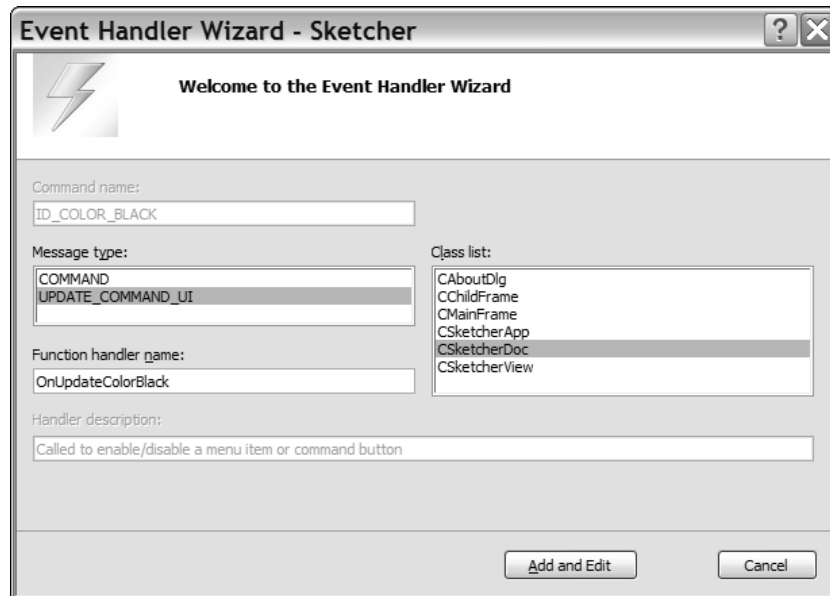 Event Handler Wizard - Sketcher
Welcome to the Event Handler Wizard
Command name:
ID_COLOR_BLACK
Message type:
COMMAND
UPDATE_COMMAND_UI
Class list:
CAboutDlg
CChildFrame
CMainFrame
CSketcherApp
CSketcherDoc
CSketcherView
Function handler name:
OnUpdateColorBlack
Handler description:
Called to enable/disable a menu item or command button
Add and Edit
Cancel